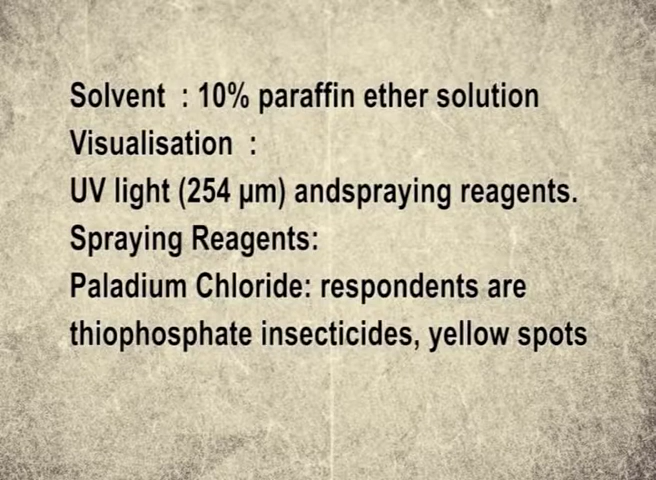 Solvent : 10% paraffin ether solution
Visualisation :
UV light (254 µm) andspraying reagents.
Spraying Reagents:
Paladium Chloride: respondents are
thiophosphate insecticides, yellow spots